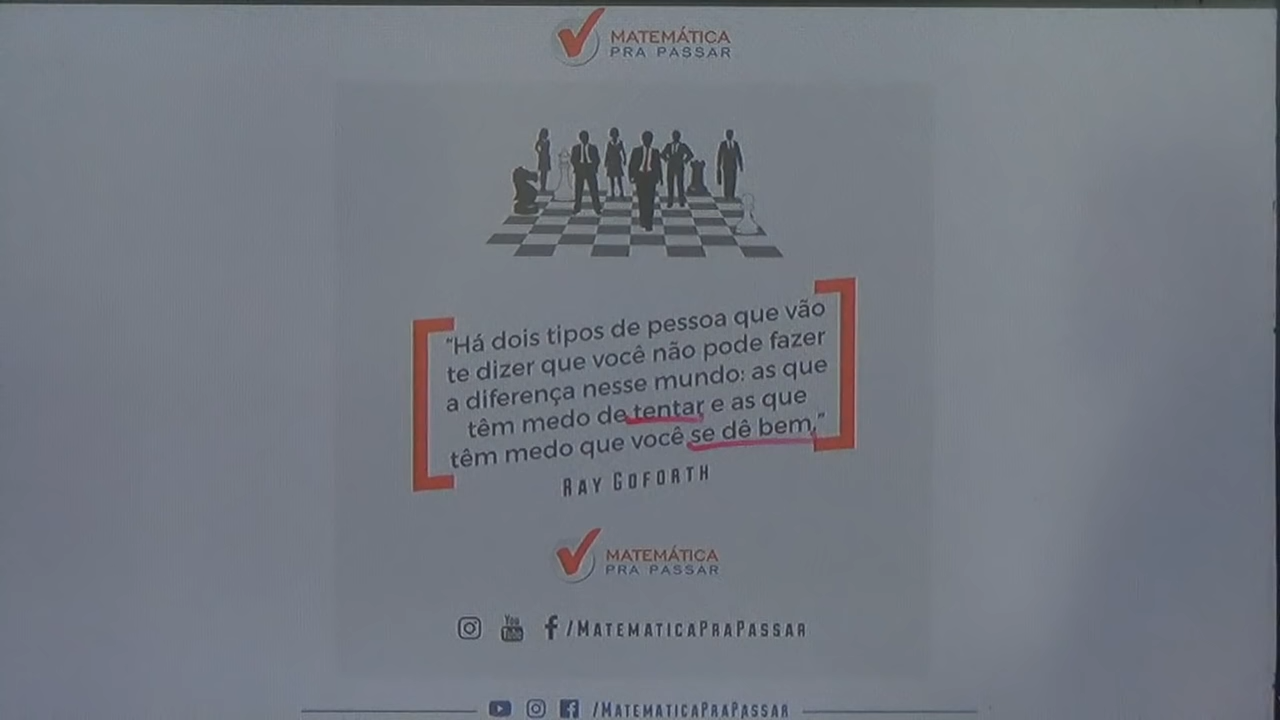 MATEMÁTICA
PRA PASSAR
"Há dois tipos de pessoa que vão
te dizer que você não pode fazer
a diferença nesse mundo: as que
têm medo de tentar e as que
têm medo que você se dê bem."
RAY GOFORTH
MATEMÁTICA
PRA PASSAR
You
Tube
f/MATEMATICAPRAPASSAR
/MATEMATICAPRAPASSAR